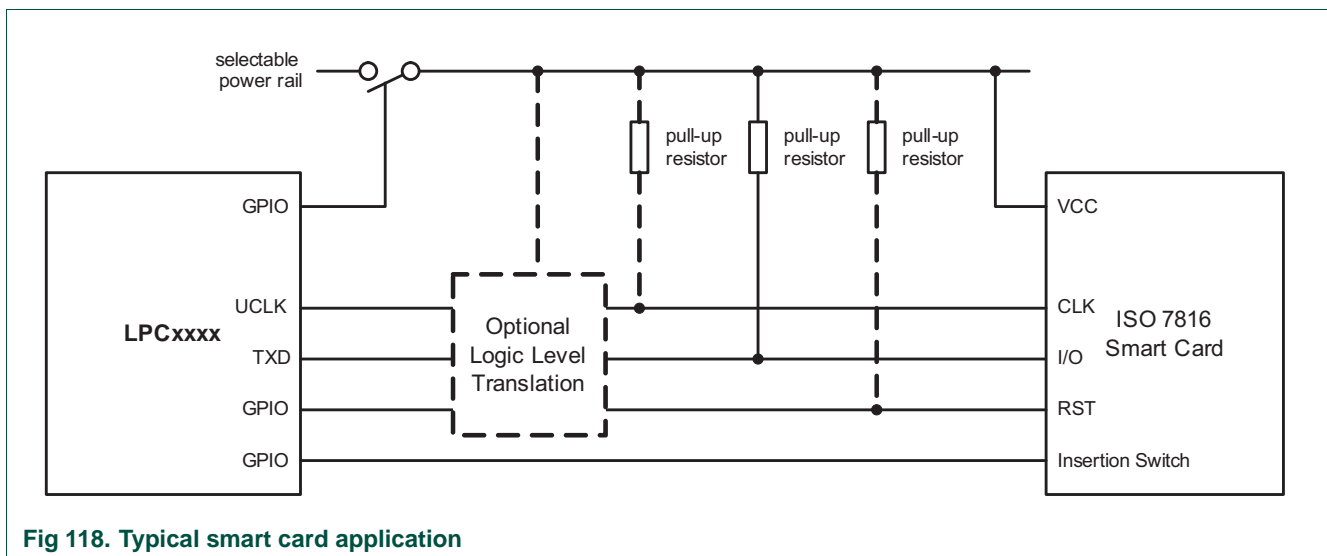 selectable
power rail
pull-up
resistor
pull-up
resistor
pull-up
resistor
GPIO
VCC
UCLK
CLK
LPCxxxx
Optional
Logic Level
Translation
ISO 7816
Smart Card
TXD
I/O
GPIO
RST
GPIO
Insertion Switch
Fig 118. Typical smart card application